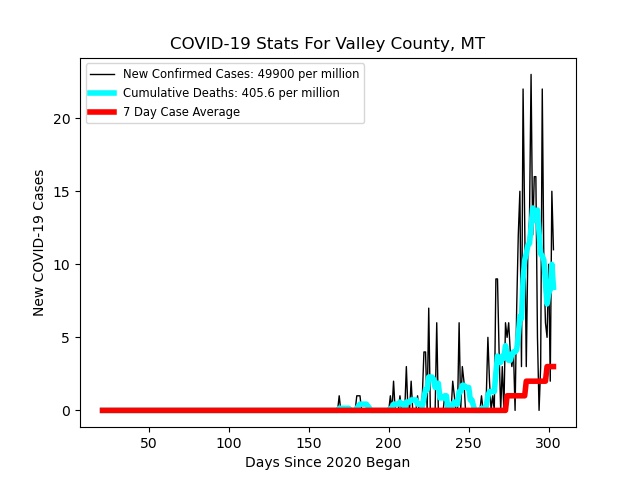 COVID-19 Stats For Valley County, MT
New Confirmed Cases: 49900 per million
Cumulative Deaths: 405.6 per million
7 Day Case Average
New COVID-19 Cases
20
15
10
5
0
50 100 150 200 250 300
Days Since 2020 Began